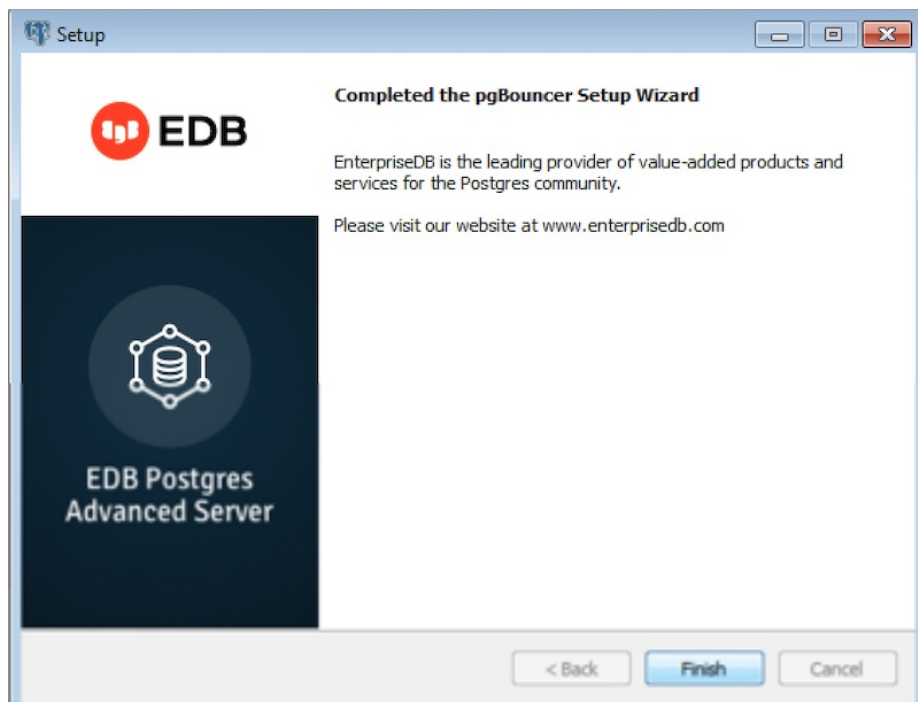 Setup
EDB
Completed the pgBouncer Setup Wizard
EnterpriseDB is the leading provider of value-added products and
services for the Postgres community.
Please visit our website at www.enterprisedb.com
EDB Postgres
Advanced Server
< Back
Finish
Cancel